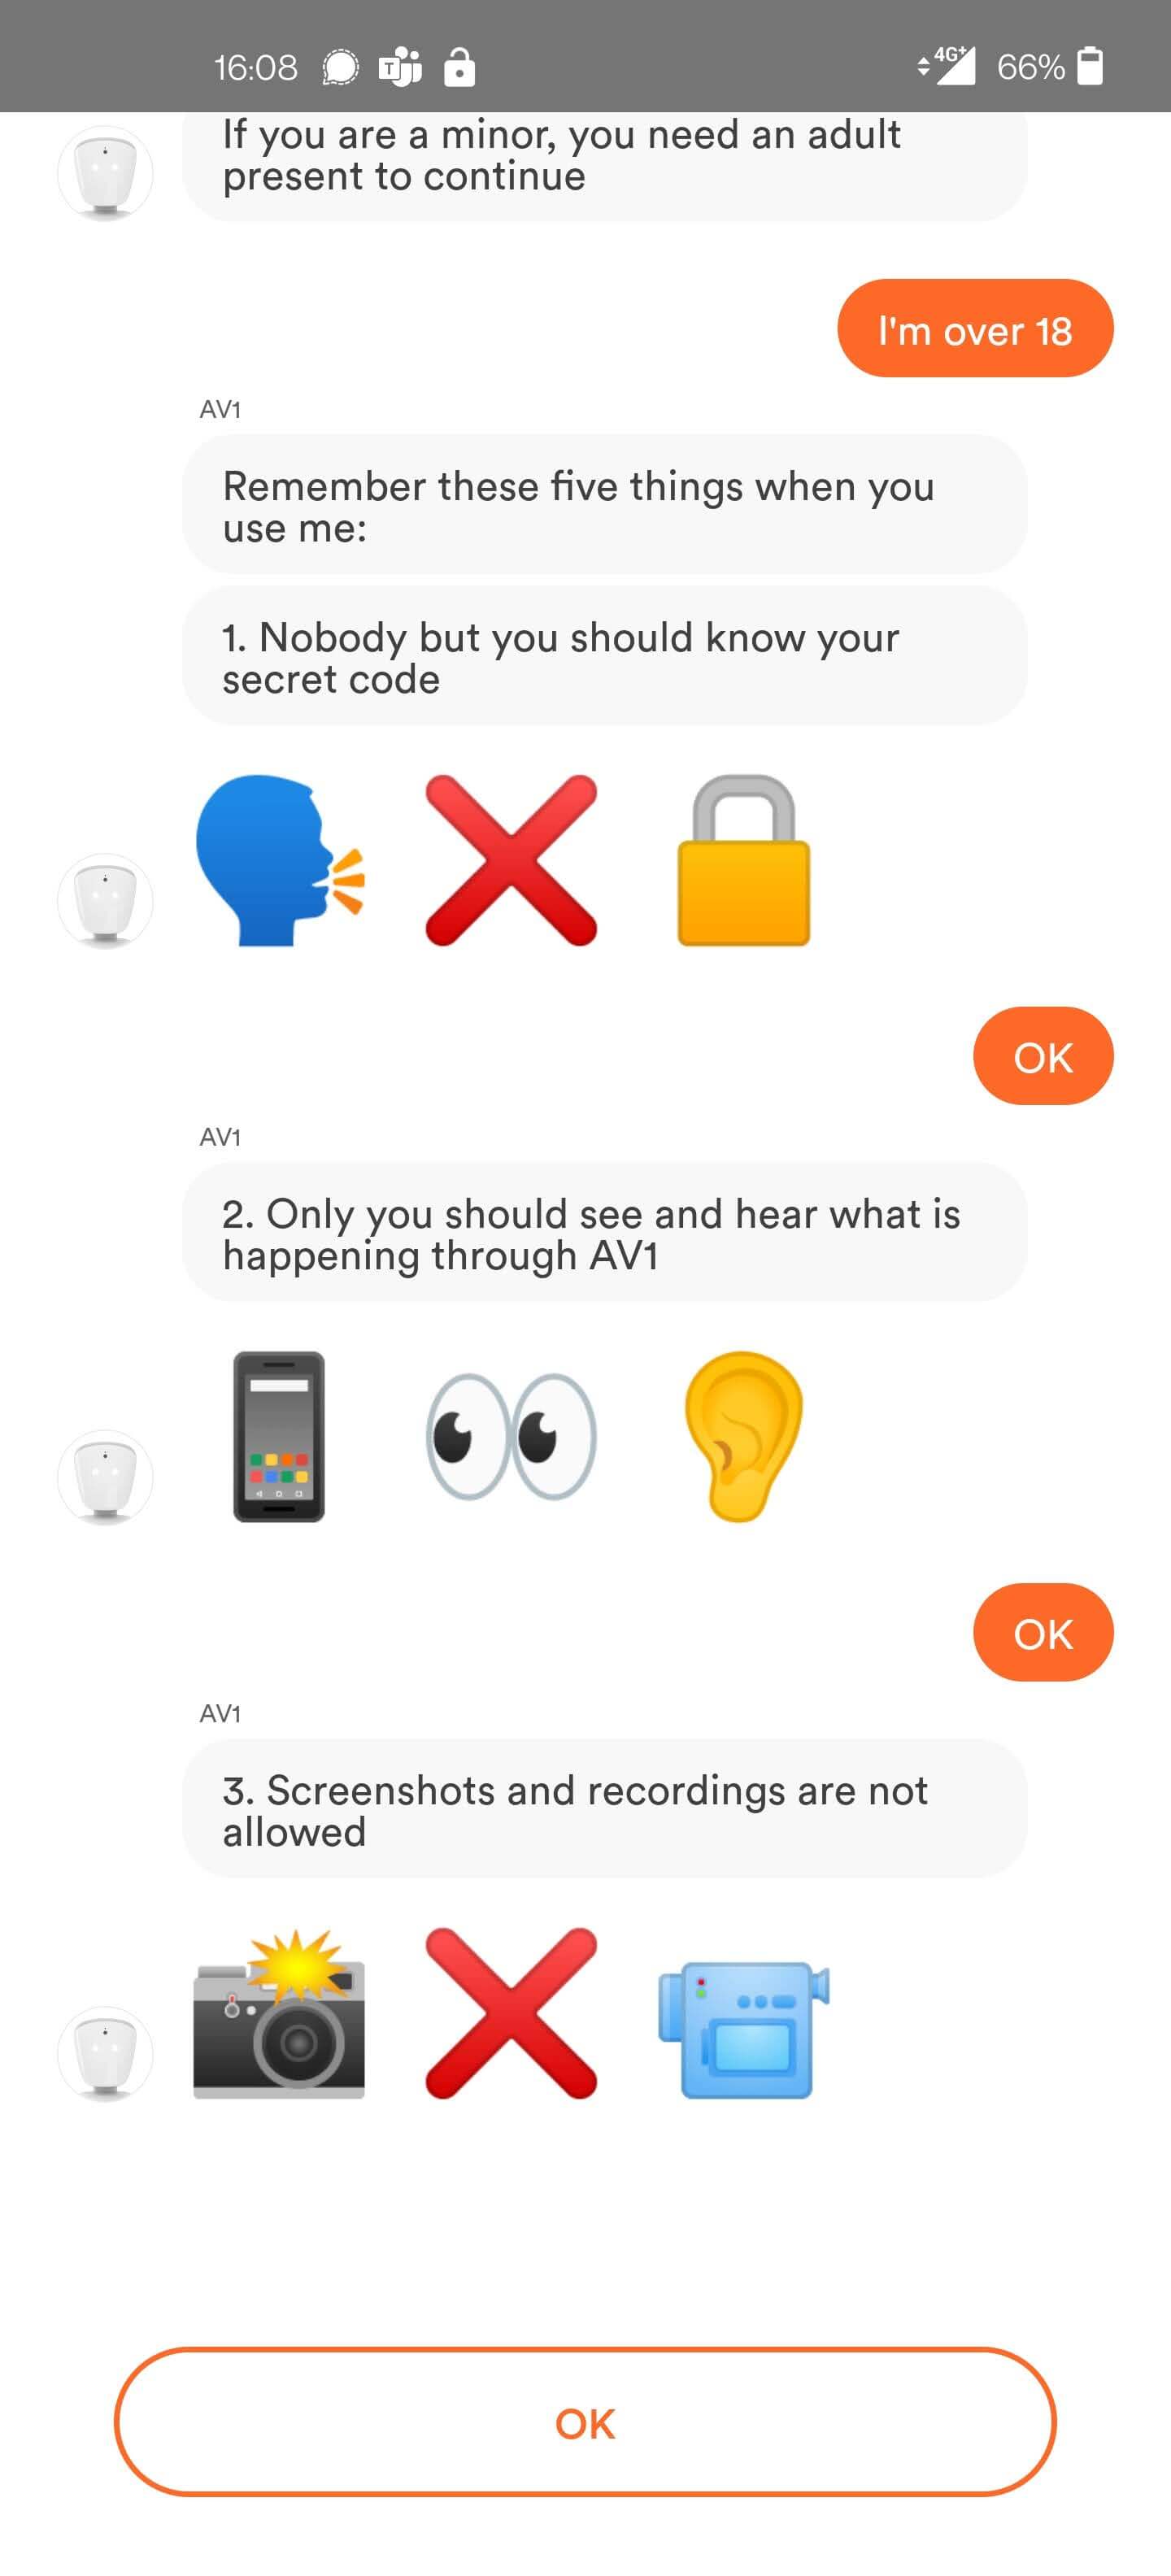 16:08
4G+
66%
If you are a minor, you need an adult
present to continue
I'm over 18
AV1
Remember these five things when you
use me:
1. Nobody but you should know your
secret code
OK
AV1
2. Only you should see and hear what is
happening through AV1
OK
AV1
3. Screenshots and recordings are not
allowed
OK